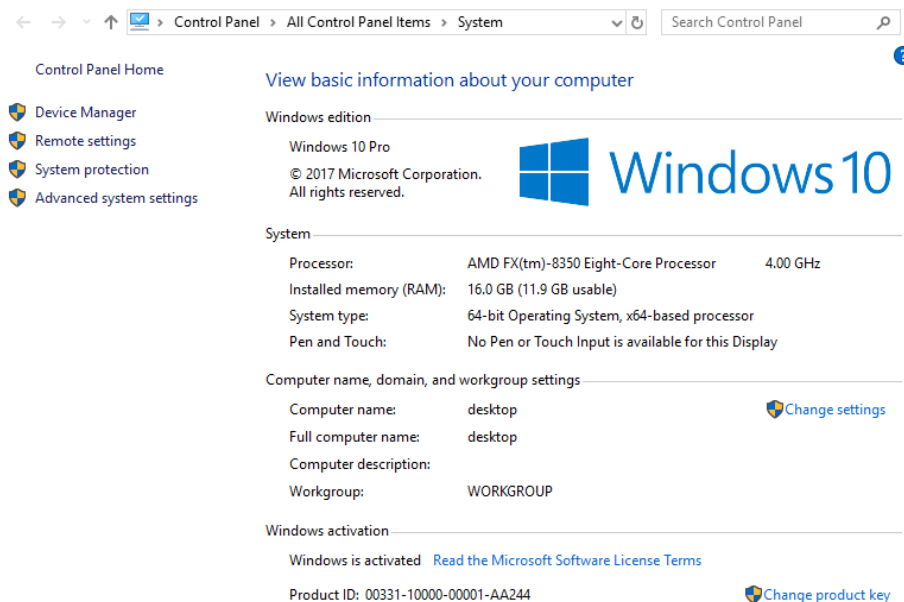 Control Panel > All Control Panel Items > System
Search Control Panel
Control Panel Home
Device Manager
Remote settings
System protection
Advanced system settings
View basic information about your computer
Windows edition
Windows 10 Pro
© 2017 Microsoft Corporation.
All rights reserved.
Windows 10
System
Processor: AMD FX(tm)-8350 Eight-Core Processor 4.00 GHz
Installed memory (RAM): 16.0 GB (11.9 GB usable)
System type: 64-bit Operating System, x64-based processor
Pen and Touch: No Pen or Touch Input is available for this Display
Computer name, domain, and workgroup settings
Computer name: desktop Change settings
Full computer name: desktop
Computer description:
Workgroup: WORKGROUP
Windows activation
Windows is activated Read the Microsoft Software License Terms
Product ID: 00331-10000-00001-AA244 Change product key